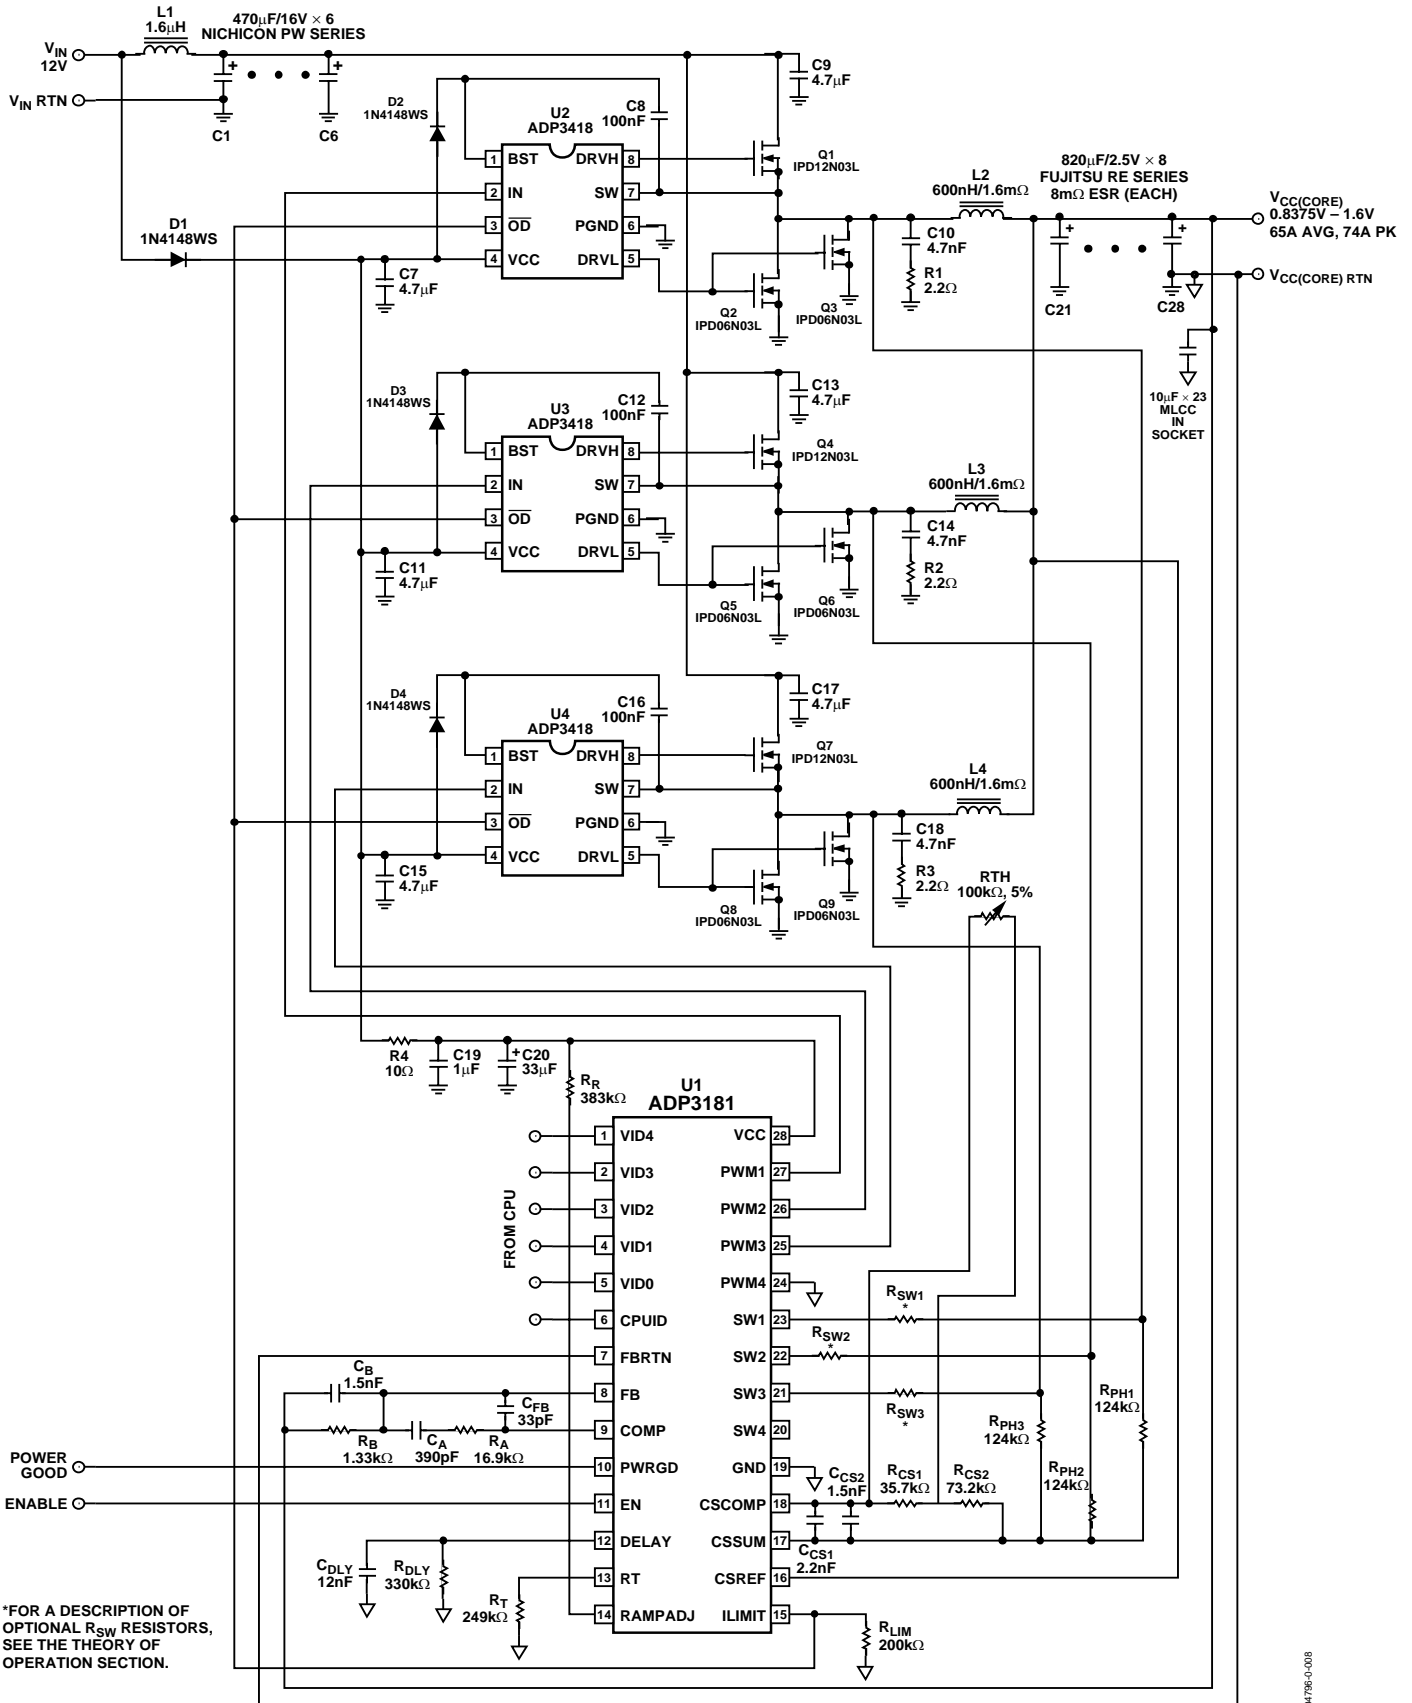 L1
1.6μH
470μF/16V × 6
NICHICON PW SERIES
VIN
12V
VIN RTN
C1
C6
C9
4.7μF
D2
1N4148WS
U2
ADP3418
C8
100nF
1 BST DRVH 8
2 IN SW 7
3 OD PGND 6
4 VCC DRVL 5
Q1
IPD12N03L
D1
1N4148WS
C7
4.7μF
Q2
IPD06N03L
Q3
IPD06N03L
C10
4.7nF
R1
2.2Ω
L2
600nH/1.6mΩ
820μF/2.5V × 8
FUJITSU RE SERIES
8mΩ ESR (EACH)
VCC(CORE)
0.8375V – 1.6V
65A AVG, 74A PK
VCC(CORE) RTN
C21
C28
10μF × 23
MLCC
IN
SOCKET
D3
1N4148WS
U3
ADP3418
C12
100nF
C13
4.7μF
1 BST DRVH 8
2 IN SW 7
3 OD PGND 6
4 VCC DRVL 5
Q4
IPD12N03L
C11
4.7μF
Q5
IPD06N03L
Q6
IPD06N03L
C14
4.7nF
R2
2.2Ω
L3
600nH/1.6mΩ
D4
1N4148WS
U4
ADP3418
C16
100nF
C17
4.7μF
1 BST DRVH 8
2 IN SW 7
3 OD PGND 6
4 VCC DRVL 5
Q7
IPD12N03L
C15
4.7μF
Q8
IPD06N03L
Q9
IPD06N03L
C18
4.7nF
R3
2.2Ω
L4
600nH/1.6mΩ
RTH
100kΩ, 5%
R4
10Ω
C19
1μF
C20
33μF
RR
383kΩ
U1
ADP3181
FROM CPU
1 VID4 VCC 28
2 VID3 PWM1 27
3 VID2 PWM2 26
4 VID1 PWM3 25
5 VID0 PWM4 24
6 CPUID SW1 23
7 FBRTN SW2 22
8 FB SW3 21
9 COMP SW4 20
10 PWRGD GND 19
11 EN CSCOMP 18
12 DELAY CSSUM 17
13 RT CSREF 16
14 RAMPADJ ILIMIT 15
RSW1
*
RSW2
*
RSW3
*
RPH1
124kΩ
RPH3
124kΩ
RPH2
124kΩ
CB
1.5nF
CFB
33pF
RB
1.33kΩ
CA
390pF
RA
16.9kΩ
POWER
GOOD
ENABLE
CCS2
1.5nF
RCS1
35.7kΩ
RCS2
73.2kΩ
CCS1
2.2nF
CDLY
12nF
RDLY
330kΩ
RT
249kΩ
RLIM
200kΩ
*FOR A DESCRIPTION OF
OPTIONAL RSW RESISTORS,
SEE THE THEORY OF
OPERATION SECTION.